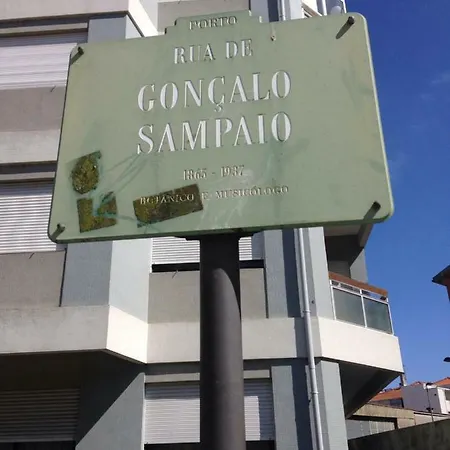 PORTO
RUA DE
GONÇALO
SAMPAIO
1865 - 1937
BOTÂNICO E MUSICÓLOGO